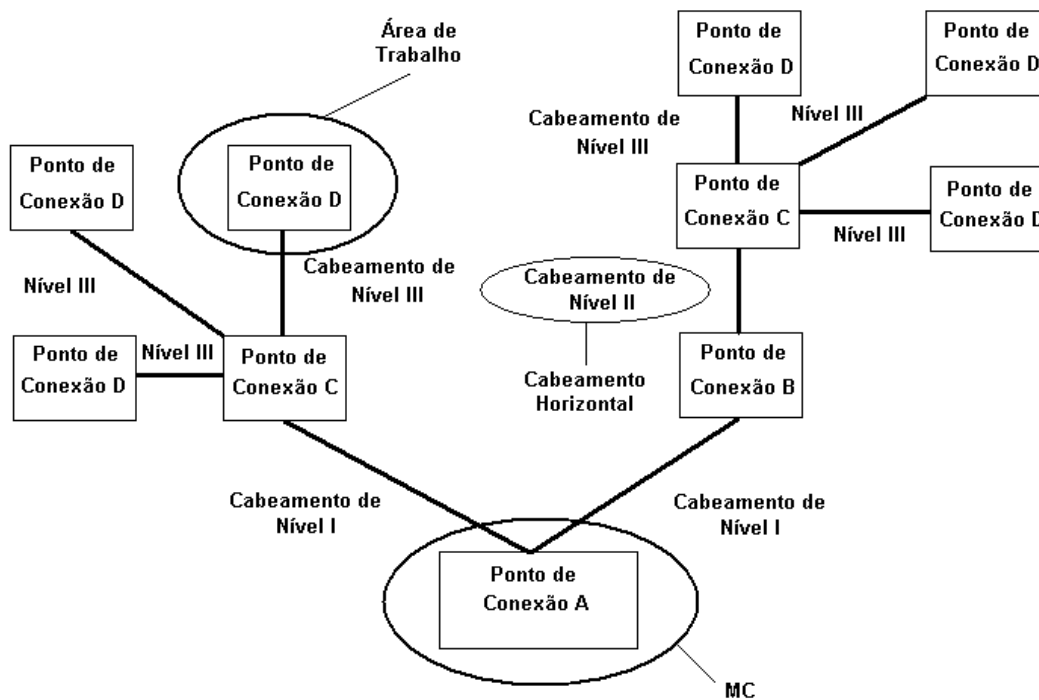 Área de
Trabalho
Ponto de
Conexão D
Ponto de
Conexão D
Cabeamento de
Nível III
Nível III
Ponto de
Conexão D
Ponto de
Conexão D
Ponto de
Conexão C
Ponto de
Conexão D
Nível III
Nível III
Cabeamento de
Nível III
Cabeamento de
Nível II
Ponto de
Conexão D
Nível III
Ponto de
Conexão C
Cabeamento
Horizontal
Ponto de
Conexão B
Cabeamento de
Nível I
Cabeamento de
Nível I
Ponto de
Conexão A
MC